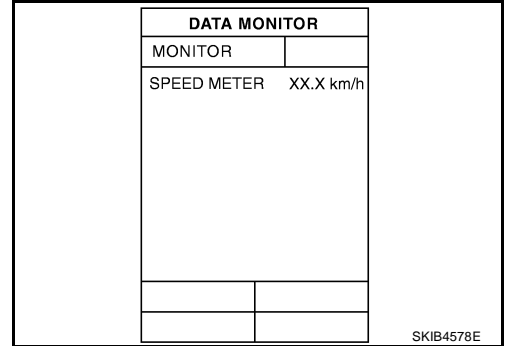 DATA MONITOR
MONITOR
SPEED METER XX.X km/h
SKIB4578E